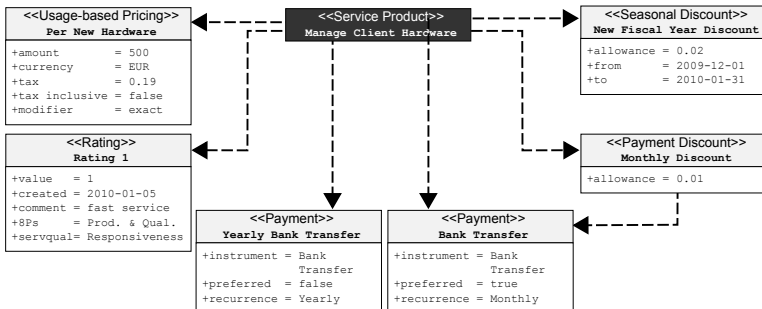 <<Usage-based Pricing>>
Per New Hardware
+amount = 500
+currency = EUR
+tax = 0.19
+tax inclusive = false
+modifier = exact
<<Service Product>>
Manage Client Hardware
<<Seasonal Discount>>
New Fiscal Year Discount
+allowance = 0.02
+from = 2009-12-01
+to = 2010-01-31
<<Rating>>
Rating 1
+value = 1
+created = 2010-01-05
+comment = fast service
+8Ps = Prod. & Qual.
+servqual= Responsiveness
<<Payment Discount>>
Monthly Discount
+allowance = 0.01
<<Payment>>
Yearly Bank Transfer
+instrument = Bank
Transfer
+preferred = false
+recurrence = Yearly
<<Payment>>
Bank Transfer
+instrument = Bank
Transfer
+preferred = true
+recurrence = Monthly